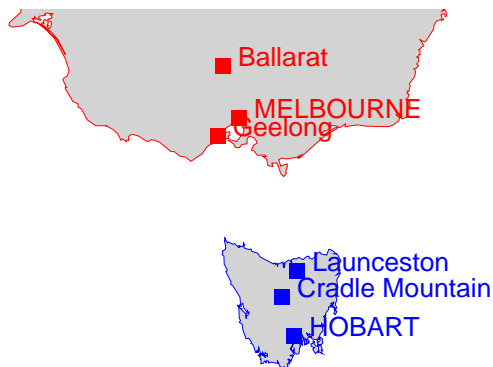 Ballarat
MELBOURNE
Geelong
Launceston
Cradle Mountain
HOBART